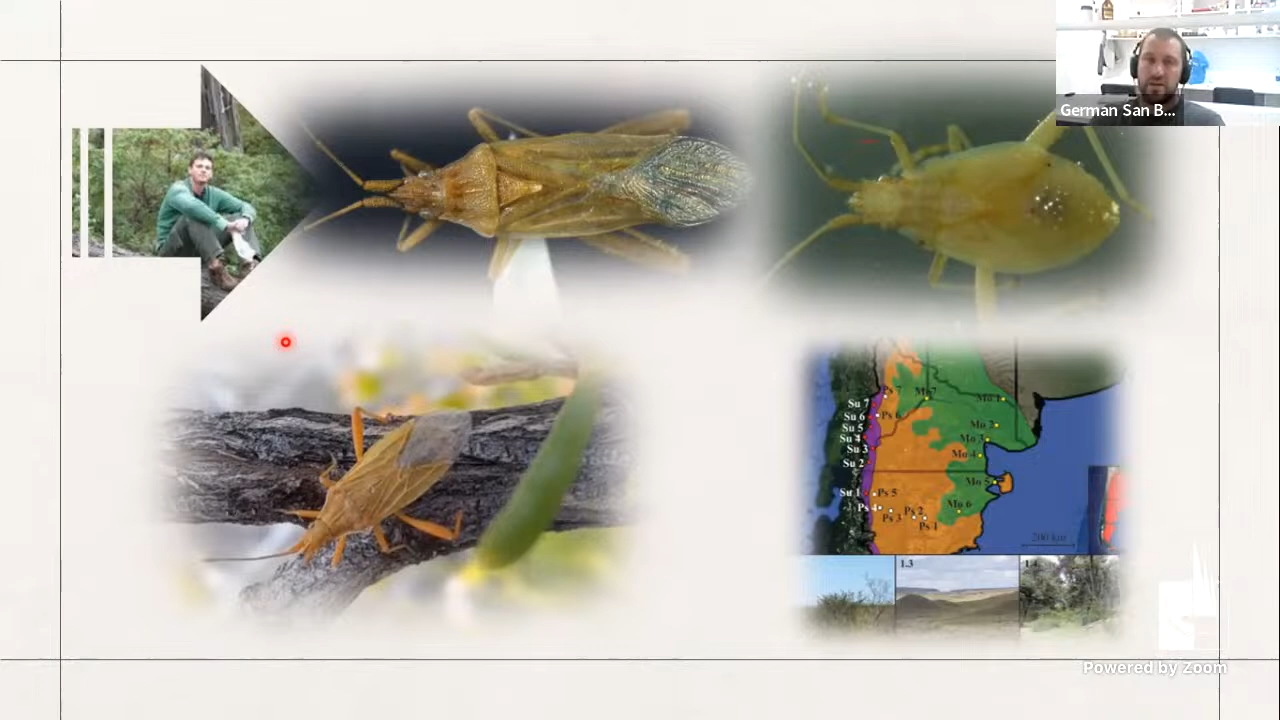 German San B...
Ps 7
Mo7
Mo 1
Su 7
Su 6
Ps 6
Su 5
Mo 2
Su 4
Mo 3
Su 3
Mo 4
Su 2
Mo 5
Su 1
Ps 5
Mo 6
Ps 4
Ps 3
Ps 2
Ps 1
200 km
1.3
Powered by Zoom